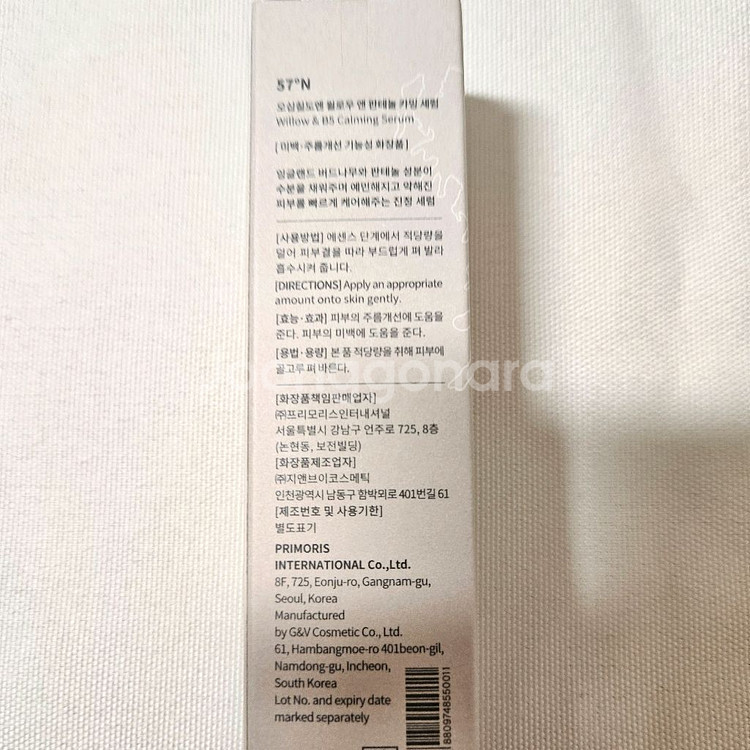 57°N
오십칠도엔 윌로우 앤 판테놀 카밍 세럼
Willow & B5 Calming Serum
[ 미백·주름개선 기능성 화장품 ]
잉글랜드 버드나무와 판테놀 성분이
수분을 채워주며 예민해지고 약해진
피부를 빠르게 케어해주는 진정 세럼
[사용방법] 에센스 단계에서 적당량을
덜어 피부결을 따라 부드럽게 펴 발라
흡수시켜 줍니다.
[DIRECTIONS] Apply an appropriate
amount onto skin gently.
[효능·효과] 피부의 주름개선에 도움을
준다. 피부의 미백에 도움을 준다.
[용법·용량] 본 품 적당량을 취해 피부에
골고루 펴 바른다.
[화장품책임판매업자]
㈜프리모리스인터내셔널
서울특별시 강남구 언주로 725, 8층
(논현동, 보전빌딩)
[화장품제조업자]
㈜지앤브이코스메틱
인천광역시 남동구 함박뫼로 401번길 61
[제조번호 및 사용기한]
별도표기
PRIMORIS
INTERNATIONAL Co.,Ltd.
8F, 725, Eonju-ro, Gangnam-gu,
Seoul, Korea
Manufactured
by G&V Cosmetic Co., Ltd.
61, Hambangmoe-ro 401beon-gil,
Namdong-gu, Incheon,
South Korea
Lot No. and expiry date
marked separately
8809748550011